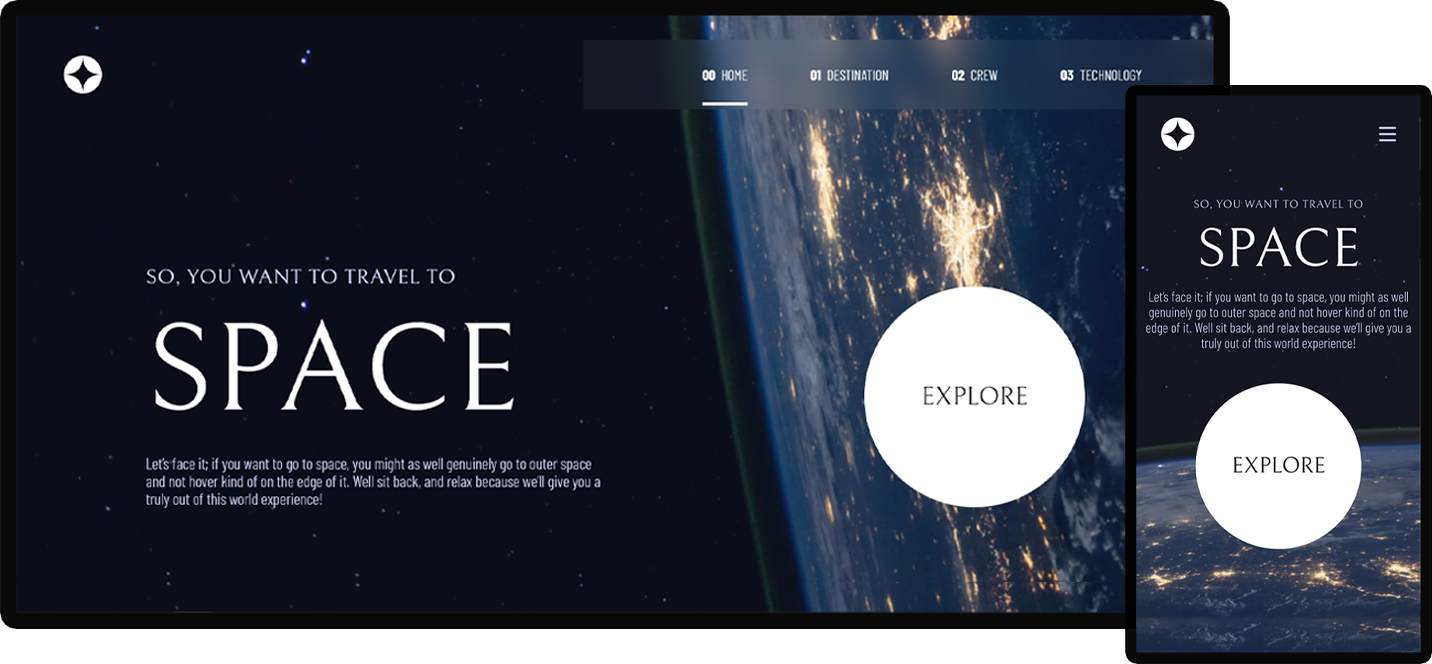 00 HOME 01 DESTINATION 02 CREW 03 TECHNOLOGY
SO, YOU WANT TO TRAVEL TO
SPACE
Let's face it; if you want to go to space, you might as well genuinely go to outer space
and not hover kind of on the edge of it. Well sit back, and relax because we'll give you a
truly out of this world experience!
EXPLORE
SO, YOU WANT TO TRAVEL TO
SPACE
Let's face it; if you want to go to space, you might as well
genuinely go to outer space and not hover kind of on the
edge of it. Well sit back, and relax because we'll give you a
truly out of this world experience!
EXPLORE